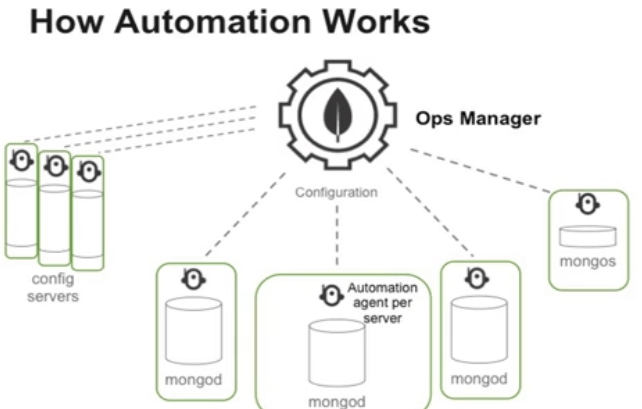 How Automation Works
Ops Manager
Configuration
config
servers
mongod
Automation
agent per
server
mongod
mongod
mongos